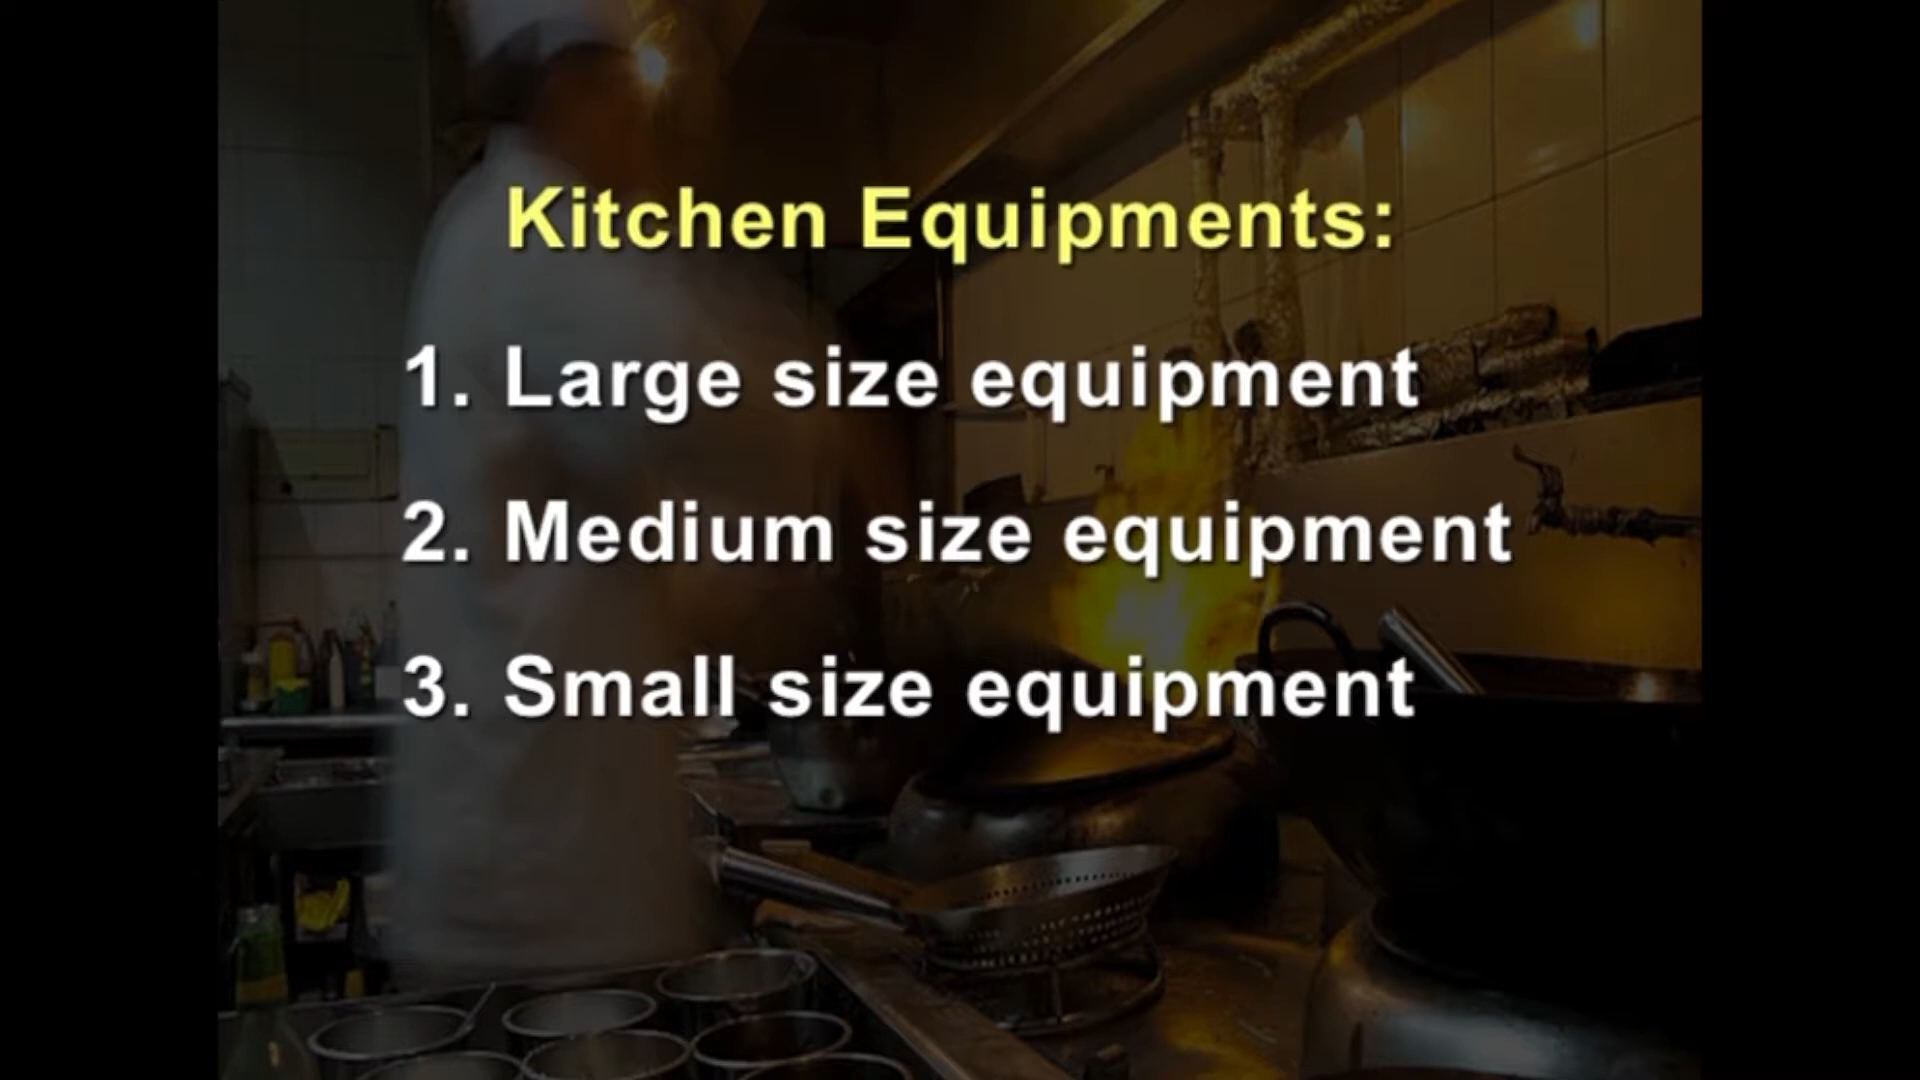 Kitchen Equipments:
1. Large size equipment
2. Medium size equipment
3. Small size equipment